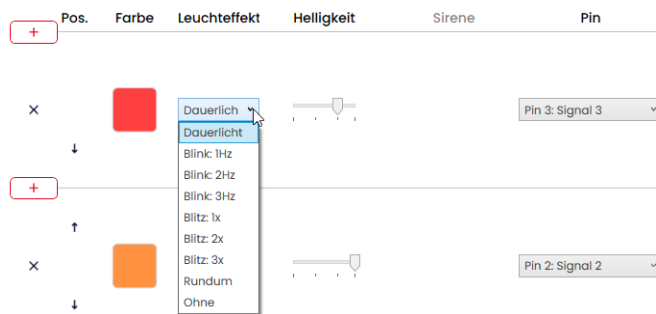 Pos. Farbe Leuchteffekt Helligkeit Sirene Pin
+
× Dauerlich Pin 3: Signal 3
Dauerlicht
↓
Blink: 1Hz
Blink: 2Hz
+ Blink: 3Hz
Blitz: 1x
↑
Blitz: 2x
× Blitz: 3x Pin 2: Signal 2
Rundum
↓ Ohne